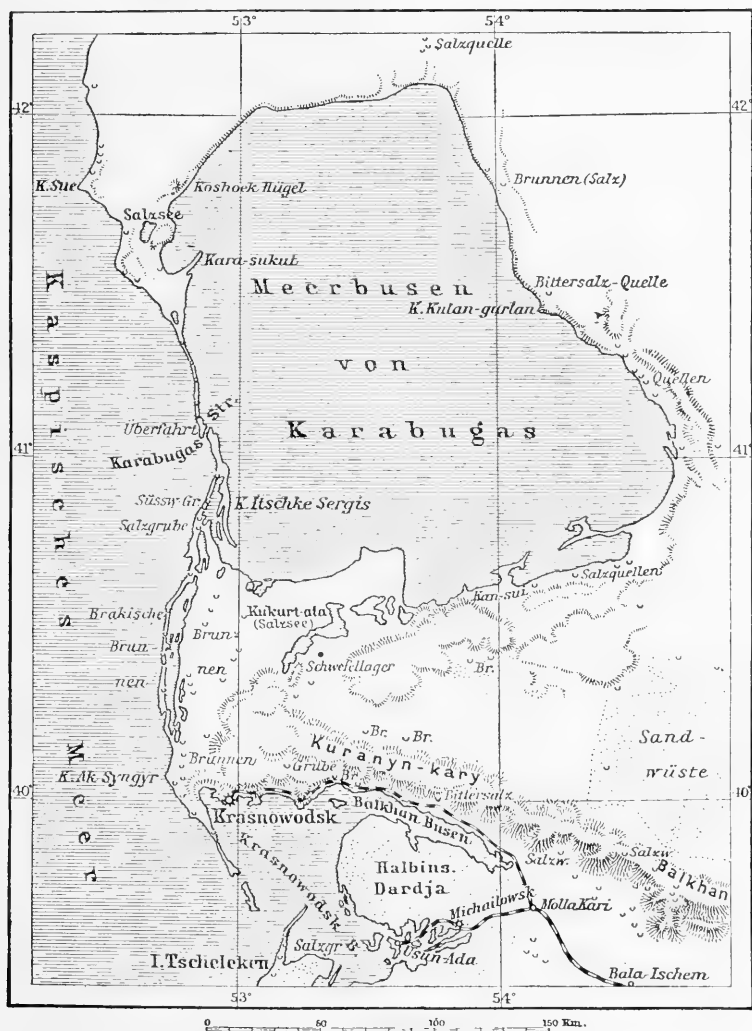 53°
54°
Salzquelle
42°
42°
K. Sue
Koshoek Hügel
Brunnen (Salz)
Salzsee
Kara-sukut
Kaspisches Meer
Meerbusen
von
Karabugas
Bittersalz-Quelle
K. Kulan-gurlan
Quellen
Überfahrt
Karabugas Str.
41°
41°
Süssw-Gr.
K. Itschke Sergis
Salzgrube
Kukurt-ata
(Salzsee)
Kan-sui
Salzquellen
Brakische
Brun-
nen
Brun-
nen
Schwefellager
Br.
Br.
Br.
Kuranyn-kary
Sand-
wüste
Brunnen
Grube
Br.
K. Ak Syngyr
Bittersalz
40°
40°
Krasnowodsk
Balkhan Busen
Krasnowodsk
Halbins.
Dardja
Salzw.
Salzw.
Balkhan
Michailowsk
Molla Kari
Salzgr
Usun-Ada
I. Tscheleken
Bala-Ischem
53°
54°
0 50 100 150 Km.